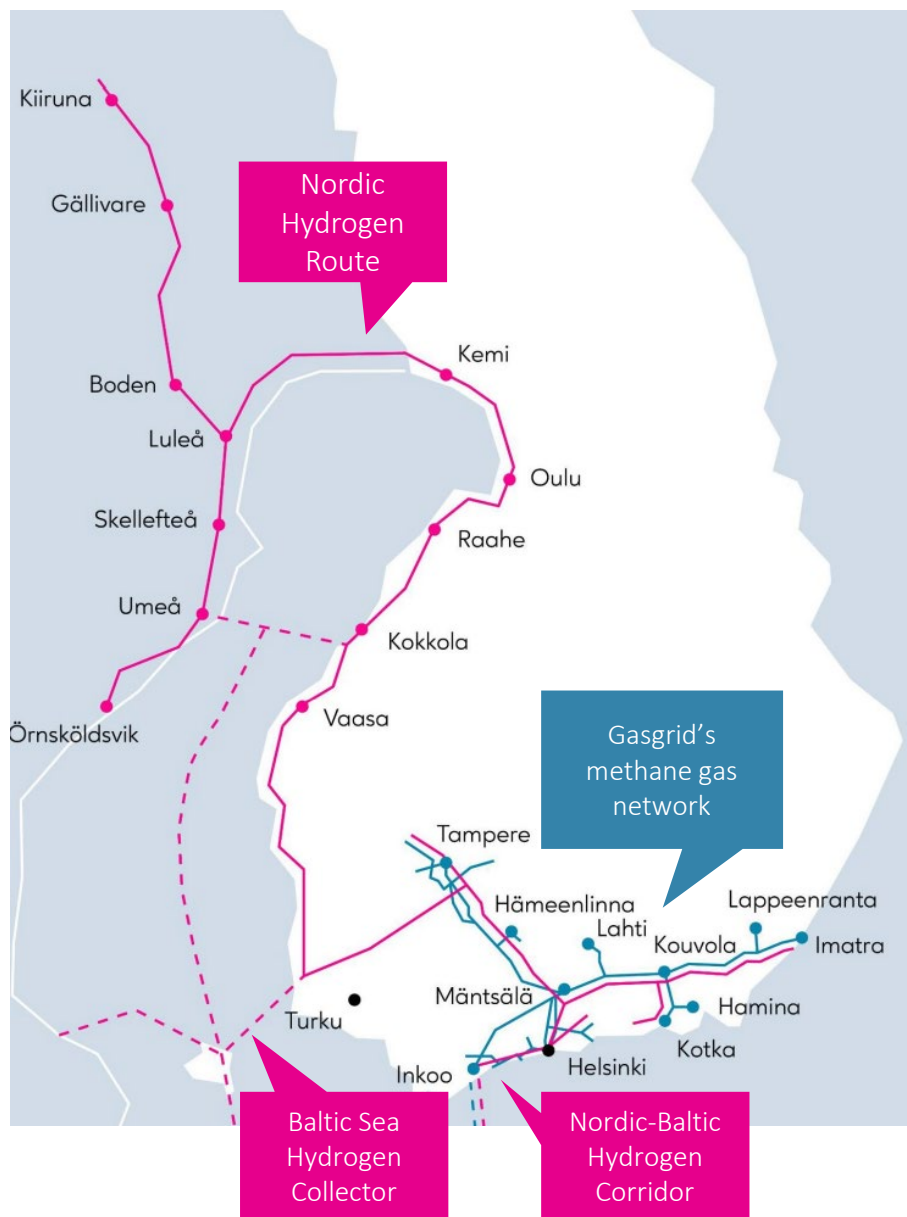 Kiiruna
Nordic
Hydrogen
Route
Gällivare
Kemi
Boden
Luleå
Oulu
Skellefteå
Raahe
Umeå
Kokkola
Vaasa
Örnsköldsvik
Gasgrid's
methane gas
network
Tampere
Hämeenlinna
Lappeenranta
Lahti
Kouvola
Imatra
Mäntsälä
Hamina
Turku
Kotka
Helsinki
Inkoo
Baltic Sea
Hydrogen
Collector
Nordic-Baltic
Hydrogen
Corridor